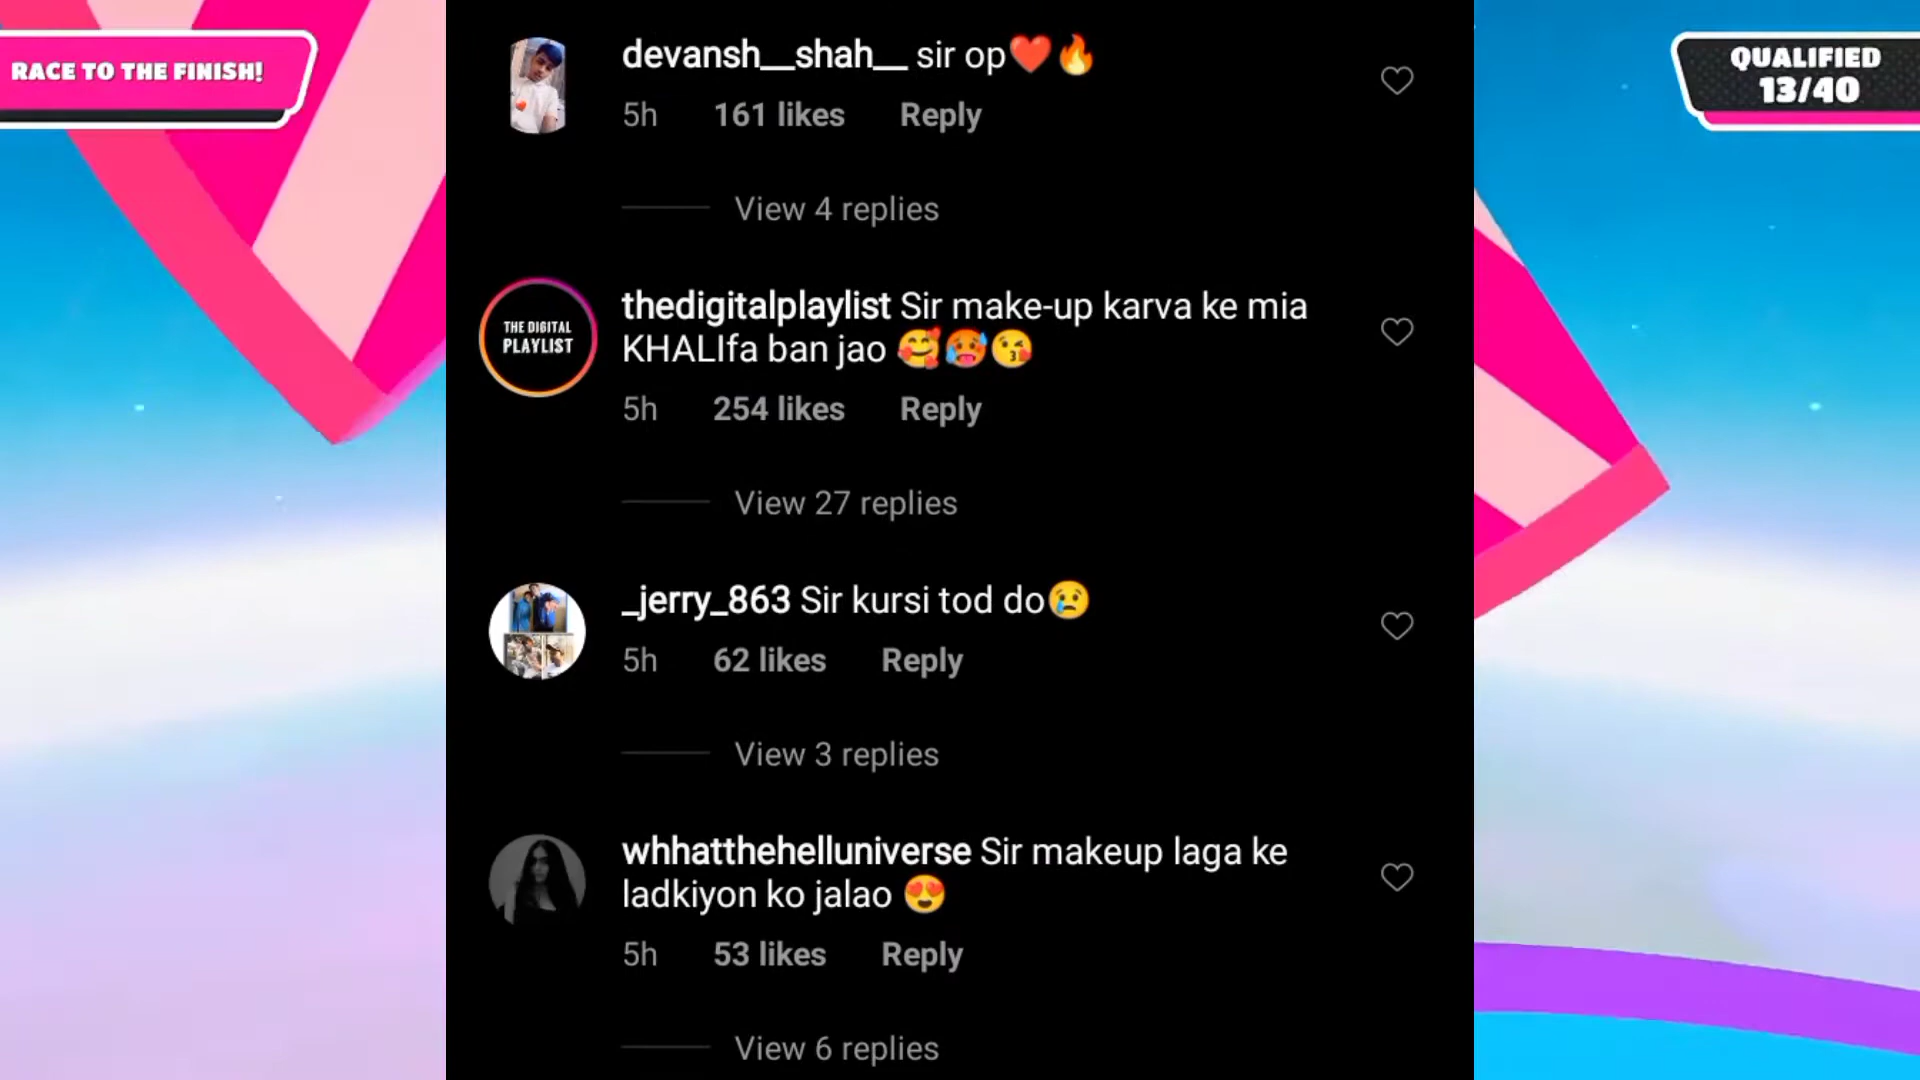 RACE TO THE FINISH!
QUALIFIED
13/40
devansh__shah__ sir op❤️🔥
5h 161 likes Reply
View 4 replies
THE DIGITAL
PLAYLIST
thedigitalplaylist Sir make-up karva ke mia
KHALIfa ban jao 🥰🥵😘
5h 254 likes Reply
View 27 replies
_jerry_863 Sir kursi tod do😢
5h 62 likes Reply
View 3 replies
whhatthehelluniverse Sir makeup laga ke
ladkiyon ko jalao 😍
5h 53 likes Reply
View 6 replies